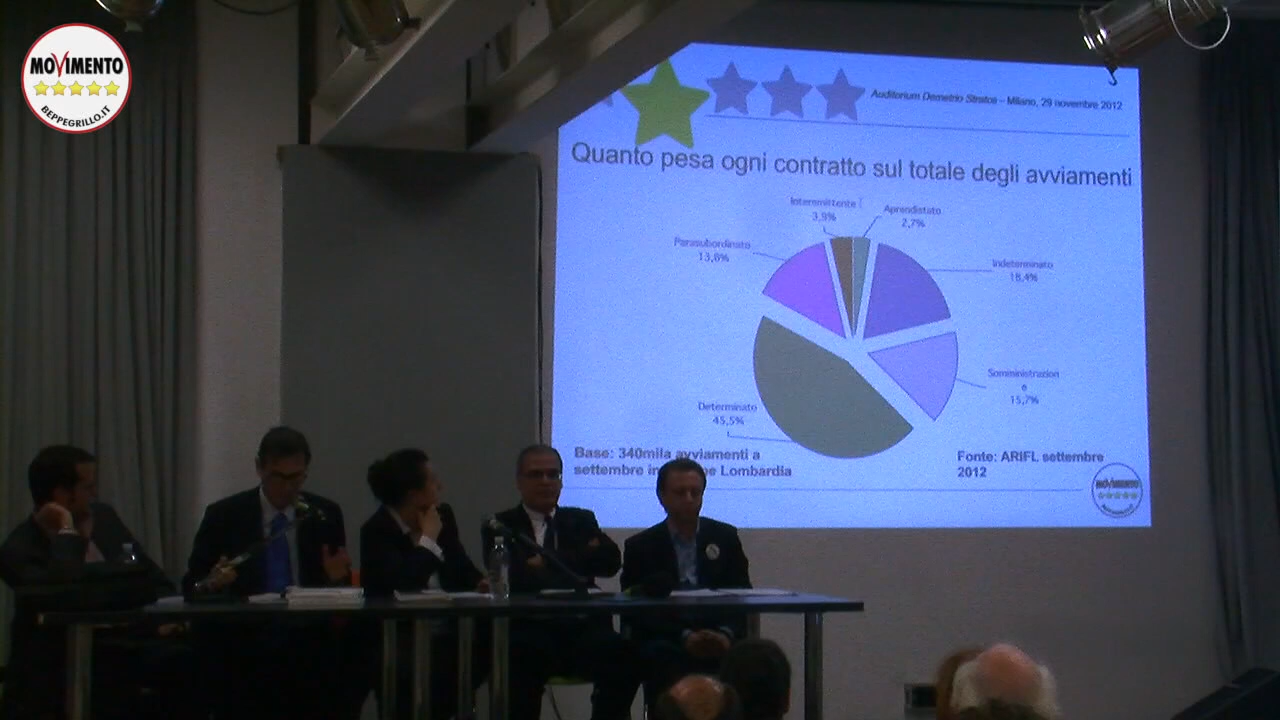 MOVIMENTO
BEPPEGRILLO.IT
Auditorium Demetrio Stratos – Milano, 29 novembre 2012
Quanto pesa ogni contratto sul totale degli avviamenti
Intermittente
3,9%
Aprendistato
2,7%
Parasubordinato
13,8%
Indeterminato
18,4%
Somministrazion
e
15,7%
Determinato
45,5%
Base: 340mila avviamenti a
settembre in Lombardia
Fonte: ARIFL settembre
2012
MOVIMENTO